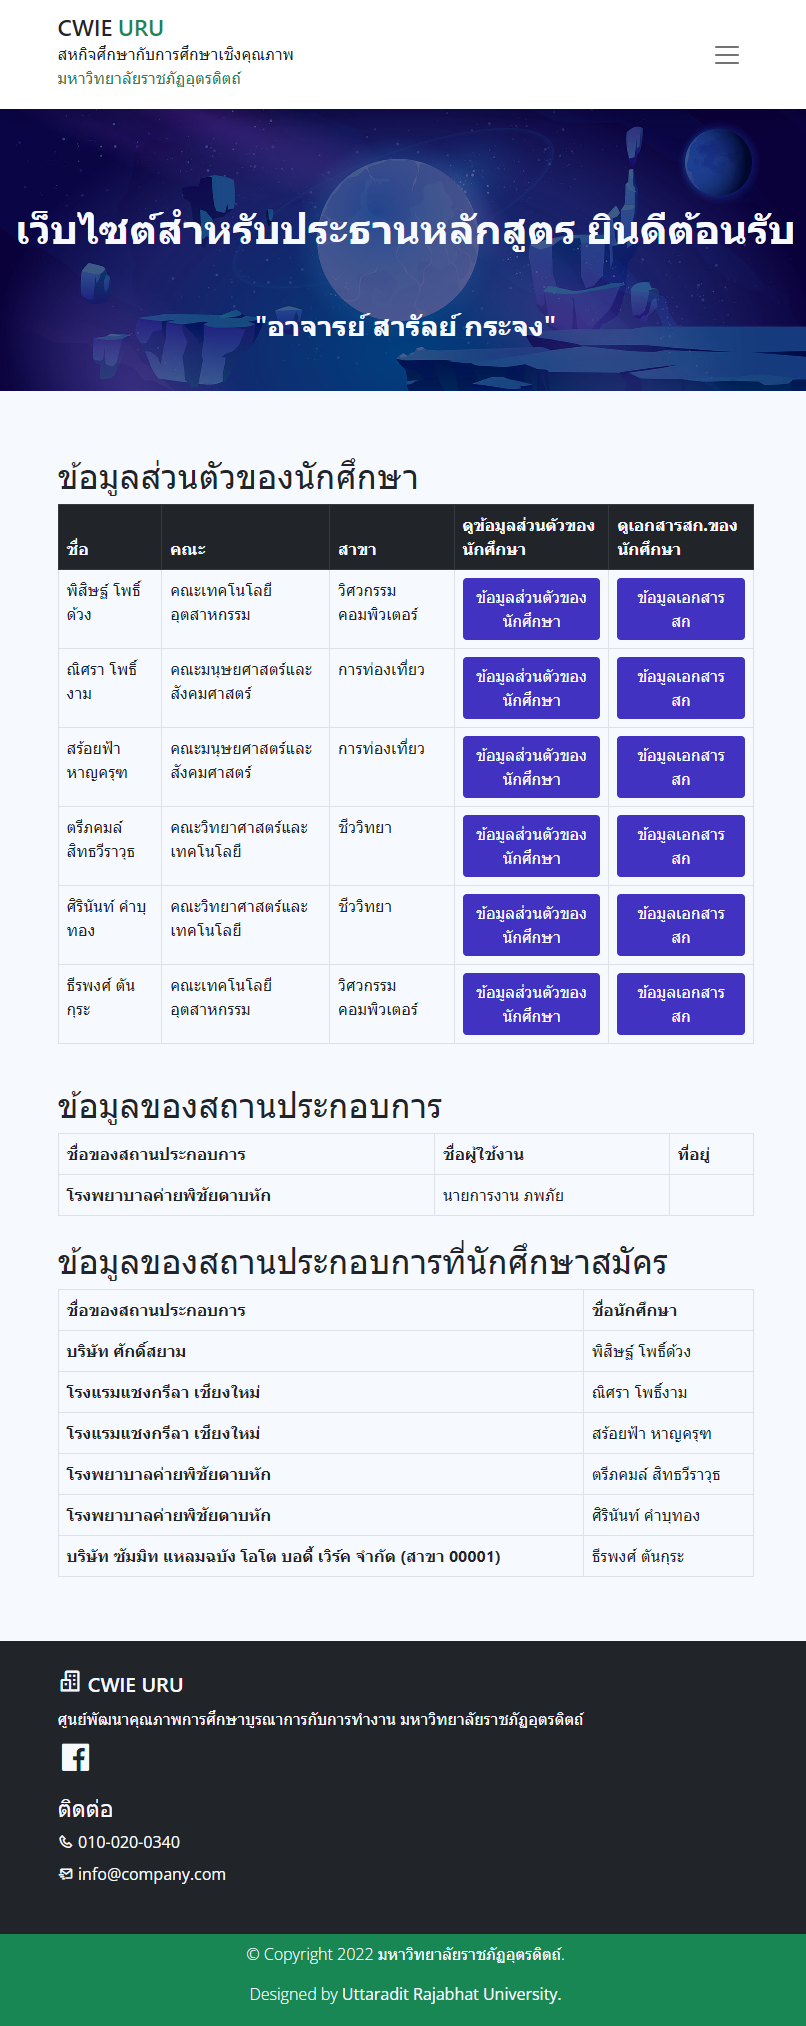 CWIE URU
สหกิจศึกษากับการศึกษาเชิงคุณภาพ
มหาวิทยาลัยราชภัฏอุตรดิตถ์
เว็บไซต์สำหรับประธานหลักสูตร ยินดีต้อนรับ
"อาจารย์ สารัลย์ กระจง"
ข้อมูลส่วนตัวของนักศึกษา
ชื่อ คณะ สาขา ดูข้อมูลส่วนตัวของ ดูเอกสารสก.ของ
นักศึกษา นักศึกษา
พิสิษฐ์ โพธิ์ คณะเทคโนโลยี วิศวกรรม ข้อมูลส่วนตัวของ ข้อมูลเอกสาร
ด้วง อุตสาหกรรม คอมพิวเตอร์ นักศึกษา สก
ณิศรา โพธิ์ คณะมนุษยศาสตร์และ การท่องเที่ยว ข้อมูลส่วนตัวของ ข้อมูลเอกสาร
งาม สังคมศาสตร์ นักศึกษา สก
สร้อยฟ้า คณะมนุษยศาสตร์และ การท่องเที่ยว ข้อมูลส่วนตัวของ ข้อมูลเอกสาร
หาญครุฑ สังคมศาสตร์ นักศึกษา สก
ตรีภคมล์ คณะวิทยาศาสตร์และ ชีววิทยา ข้อมูลส่วนตัวของ ข้อมูลเอกสาร
สิทธวีราวุธ เทคโนโลยี นักศึกษา สก
ศิรินันท์ คำบุ คณะวิทยาศาสตร์และ ชีววิทยา ข้อมูลส่วนตัวของ ข้อมูลเอกสาร
ทอง เทคโนโลยี นักศึกษา สก
ธีรพงศ์ ตัน คณะเทคโนโลยี วิศวกรรม ข้อมูลส่วนตัวของ ข้อมูลเอกสาร
กุระ อุตสาหกรรม คอมพิวเตอร์ นักศึกษา สก
ข้อมูลของสถานประกอบการ
ชื่อของสถานประกอบการ ชื่อผู้ใช้งาน ที่อยู่
โรงพยาบาลค่ายพิชัยดาบหัก นายการงาน ภพภัย
ข้อมูลของสถานประกอบการที่นักศึกษาสมัคร
ชื่อของสถานประกอบการ ชื่อนักศึกษา
บริษัท ศักดิ์สยาม พิสิษฐ์ โพธิ์ด้วง
โรงแรมแชงกรีลา เชียงใหม่ ณิศรา โพธิ์งาม
โรงแรมแชงกรีลา เชียงใหม่ สร้อยฟ้า หาญครุฑ
โรงพยาบาลค่ายพิชัยดาบหัก ตรีภคมล์ สิทธวีราวุธ
โรงพยาบาลค่ายพิชัยดาบหัก ศิรินันท์ คำบุทอง
บริษัท ซัมมิท แหลมฉบัง โอโต บอดี้ เวิร์ค จำกัด (สาขา 00001) ธีรพงศ์ ตันกุระ
CWIE URU
ศูนย์พัฒนาคุณภาพการศึกษาบูรณาการกับการทำงาน มหาวิทยาลัยราชภัฏอุตรดิตถ์
ติดต่อ
010-020-0340
info@company.com
© Copyright 2022 มหาวิทยาลัยราชภัฏอุตรดิตถ์.
Designed by Uttaradit Rajabhat University.